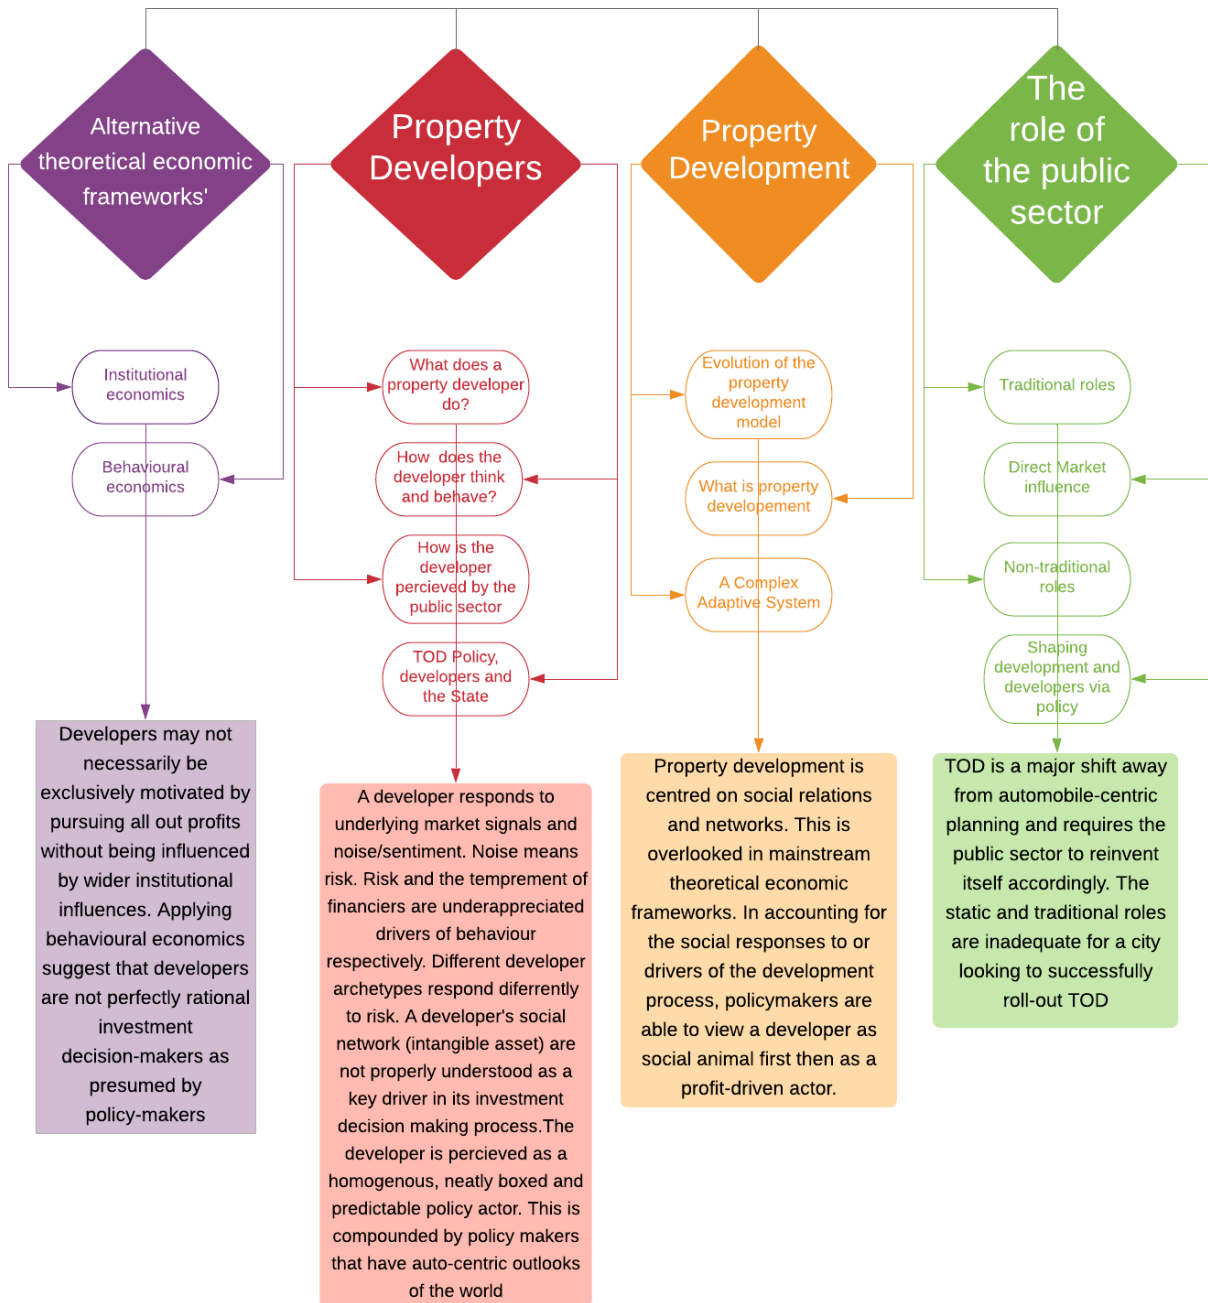 Alternative
theoretical economic
frameworks'
Property
Developers
Property
Development
The
role of
the public
sector
Institutional
economics
Behavioural
economics
Developers may not
necessarily be
exclusively motivated by
pursuing all out profits
without being influenced
by wider institutional
influences. Applying
behavioural economics
suggest that developers
are not perfectly rational
investment
decision-makers as
presumed by
policy-makers
What does a
property developer
do?
How does the
developer think
and behave?
How is the
developer
percieved by the
public sector
TOD Policy,
developers and
the State
A developer responds to
underlying market signals and
noise/sentiment. Noise means
risk. Risk and the temprement of
financiers are underappreciated
drivers of behaviour
respectively. Different developer
archetypes respond diferrently
to risk. A developer's social
network (intangible asset) are
not properly understood as a
key driver in its investment
decision making process.The
developer is percieved as a
homogenous, neatly boxed and
predictable policy actor. This is
compounded by policy makers
that have auto-centric outlooks
of the world
Evolution of the
property
development
model
What is property
developement
A Complex
Adaptive System
Property development is
centred on social relations
and networks. This is
overlooked in mainstream
theoretical economic
frameworks. In accounting for
the social responses to or
drivers of the development
process, policymakers are
able to view a developer as
social animal first then as a
profit-driven actor.
Traditional roles
Direct Market
influence
Non-traditional
roles
Shaping
development and
developers via
policy
TOD is a major shift away
from automobile-centric
planning and requires the
public sector to reinvent
itself accordingly. The
static and traditional roles
are inadequate for a city
looking to successfully
roll-out TOD